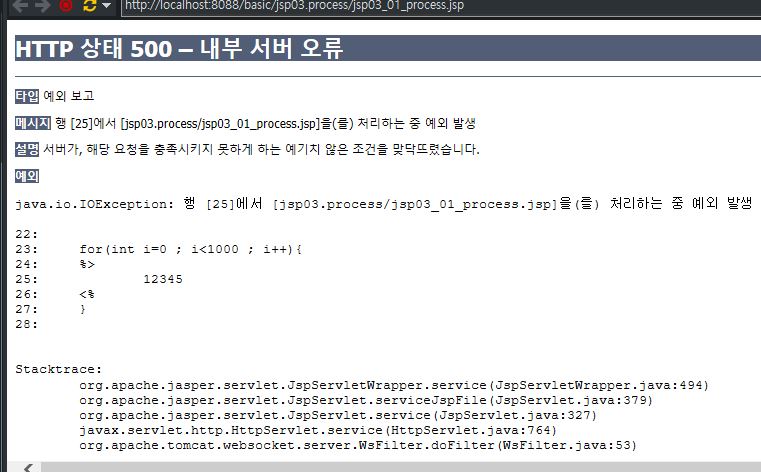 http://localhost:8088/basic/jsp03.process/jsp03_01_process.jsp
HTTP 상태 500 – 내부 서버 오류
타입 예외 보고
메시지 행 [25]에서 [jsp03.process/jsp03_01_process.jsp]을(를) 처리하는 중 예외 발생
설명 서버가, 해당 요청을 충족시키지 못하게 하는 예기치 않은 조건을 맞닥뜨렸습니다.
예외
java.io.IOException: 행 [25]에서 [jsp03.process/jsp03_01_process.jsp]을(를) 처리하는 중 예외 발생
22:
23: for(int i=0 ; i<1000 ; i++){
24: %>
25: 12345
26: <%
27: }
28:
Stacktrace:
org.apache.jasper.servlet.JspServletWrapper.service(JspServletWrapper.java:494)
org.apache.jasper.servlet.JspServlet.serviceJspFile(JspServlet.java:379)
org.apache.jasper.servlet.JspServlet.service(JspServlet.java:327)
javax.servlet.http.HttpServlet.service(HttpServlet.java:764)
org.apache.tomcat.websocket.server.WsFilter.doFilter(WsFilter.java:53)